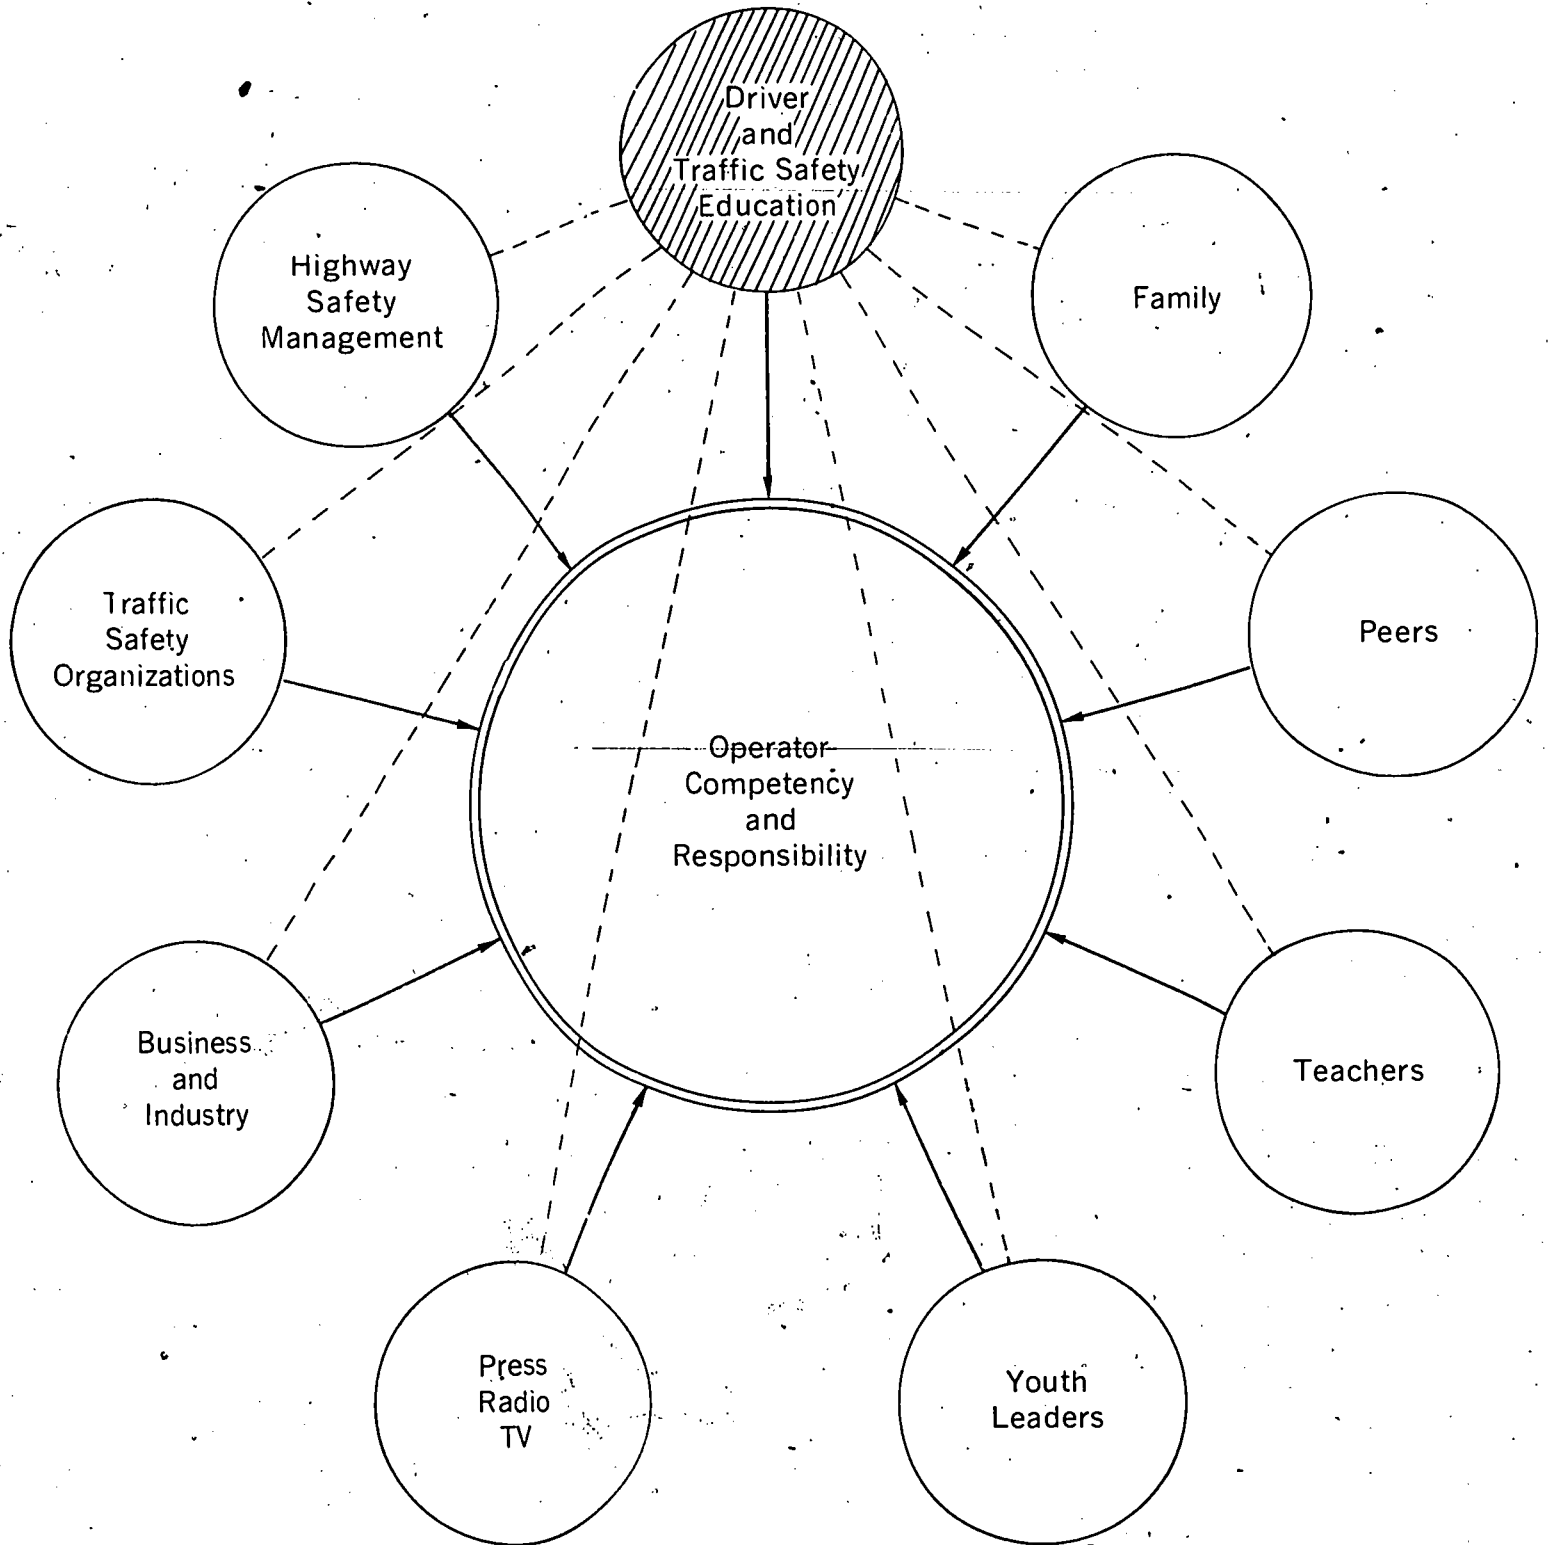 Driver
and
Traffic Safety
Education
Highway
Safety
Management
Family
Traffic
Safety
Organizations
Peers
Operator
Competency
and
Responsibility
Business
and
Industry
Teachers
Press
Radio
TV
Youth
Leaders